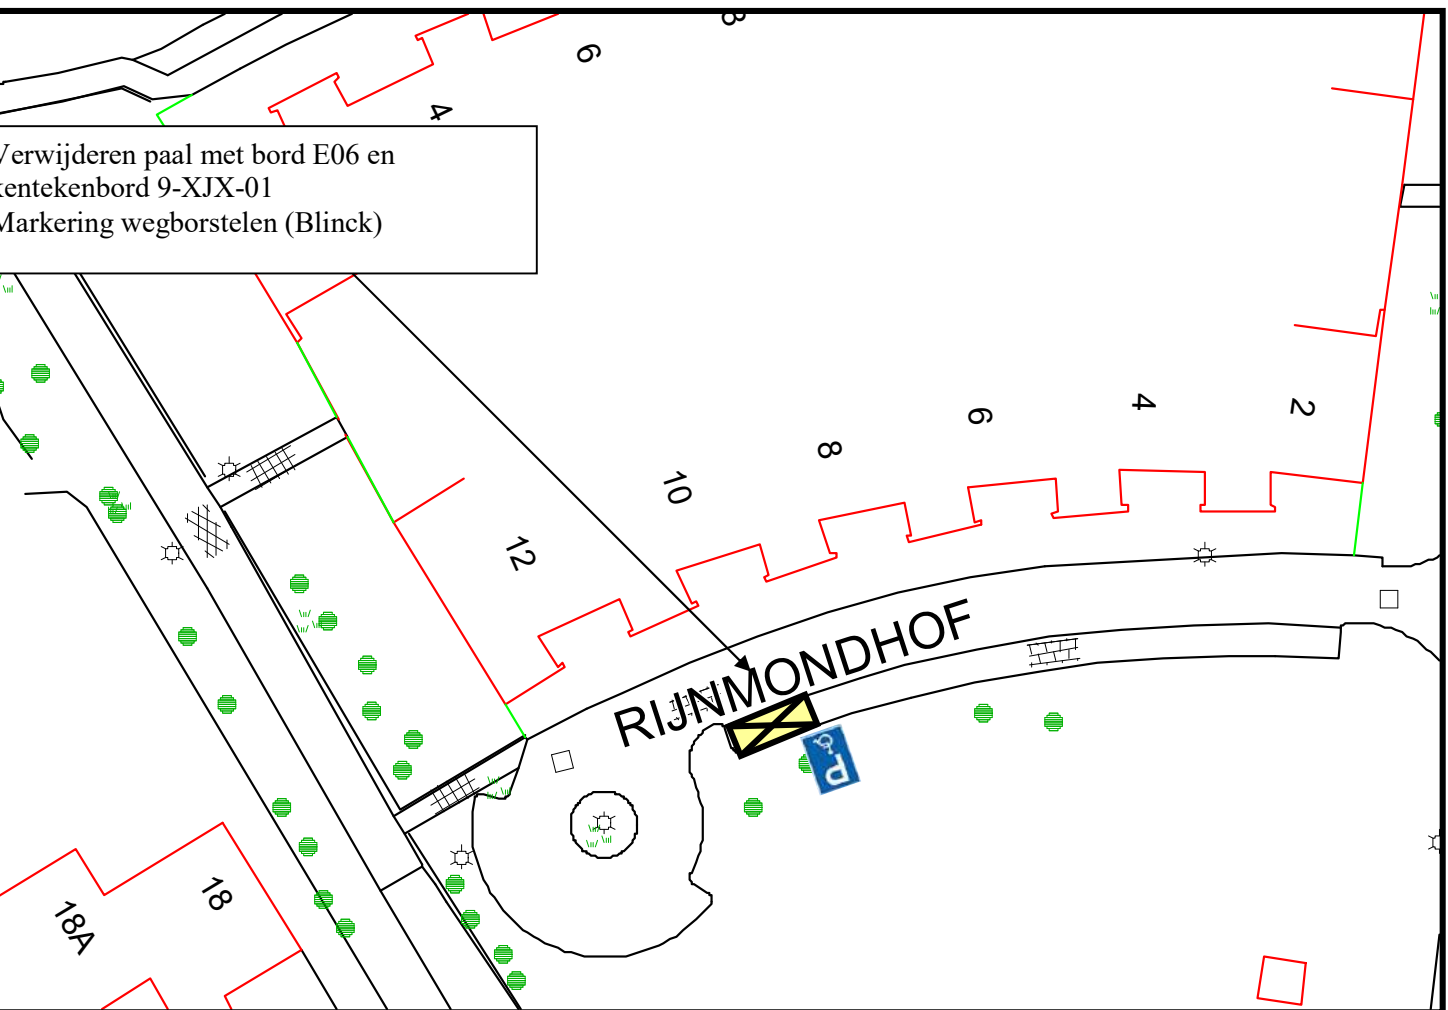 8
6
4
Verwijderen paal met bord E06 en
kentekenbord 9-XJX-01
Markering wegborstelen (Blinck)
2
4
6
8
10
12
RIJNMONDHOF
P
18
18A